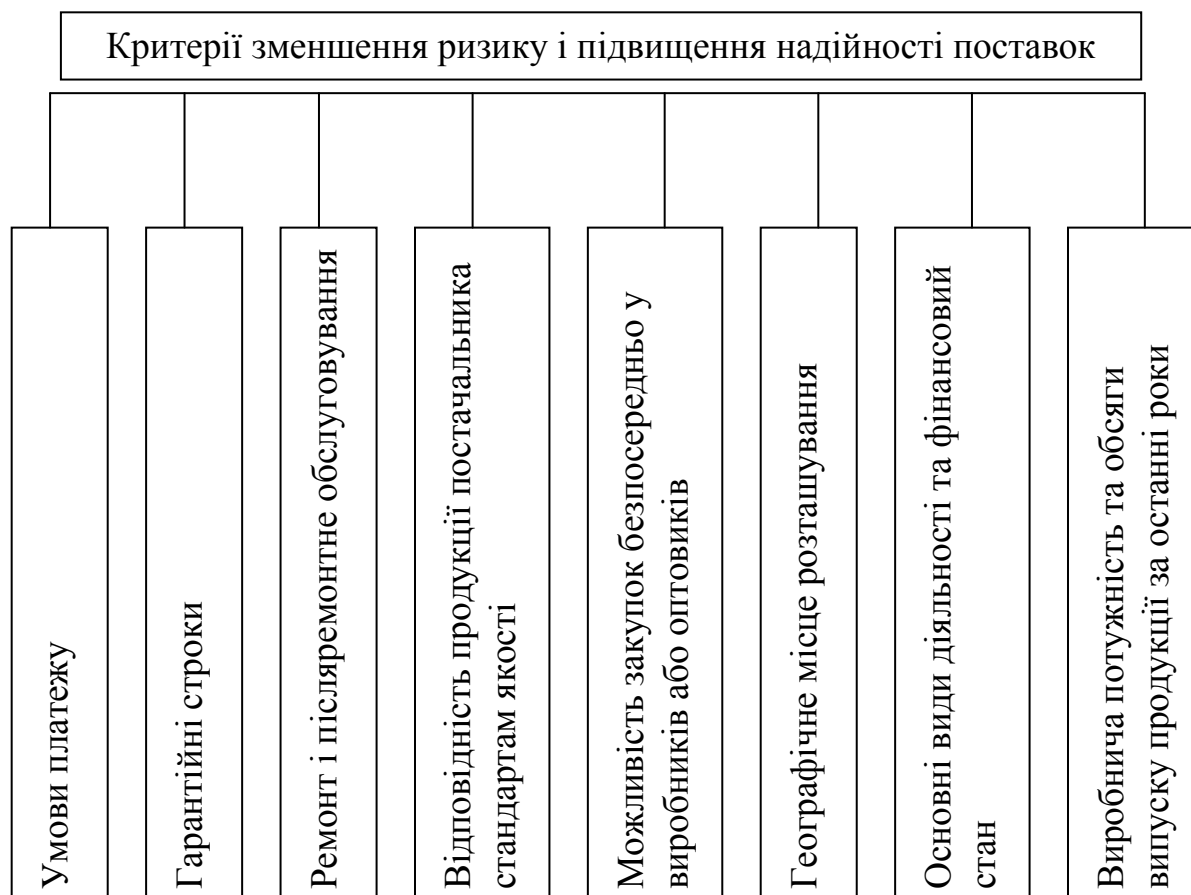 Критерії зменшення ризику і підвищення надійності поставок
Умови платежу
Гарантійні строки
Ремонт і післяремонтне обслуговування
Відповідність продукції постачальника
стандартам якості
Можливість закупок безпосередньо у
виробників або оптовиків
Географічне місце розташування
Основні види діяльності та фінансовий
стан
Виробнича потужність та обсяги
випуску продукції за останні роки